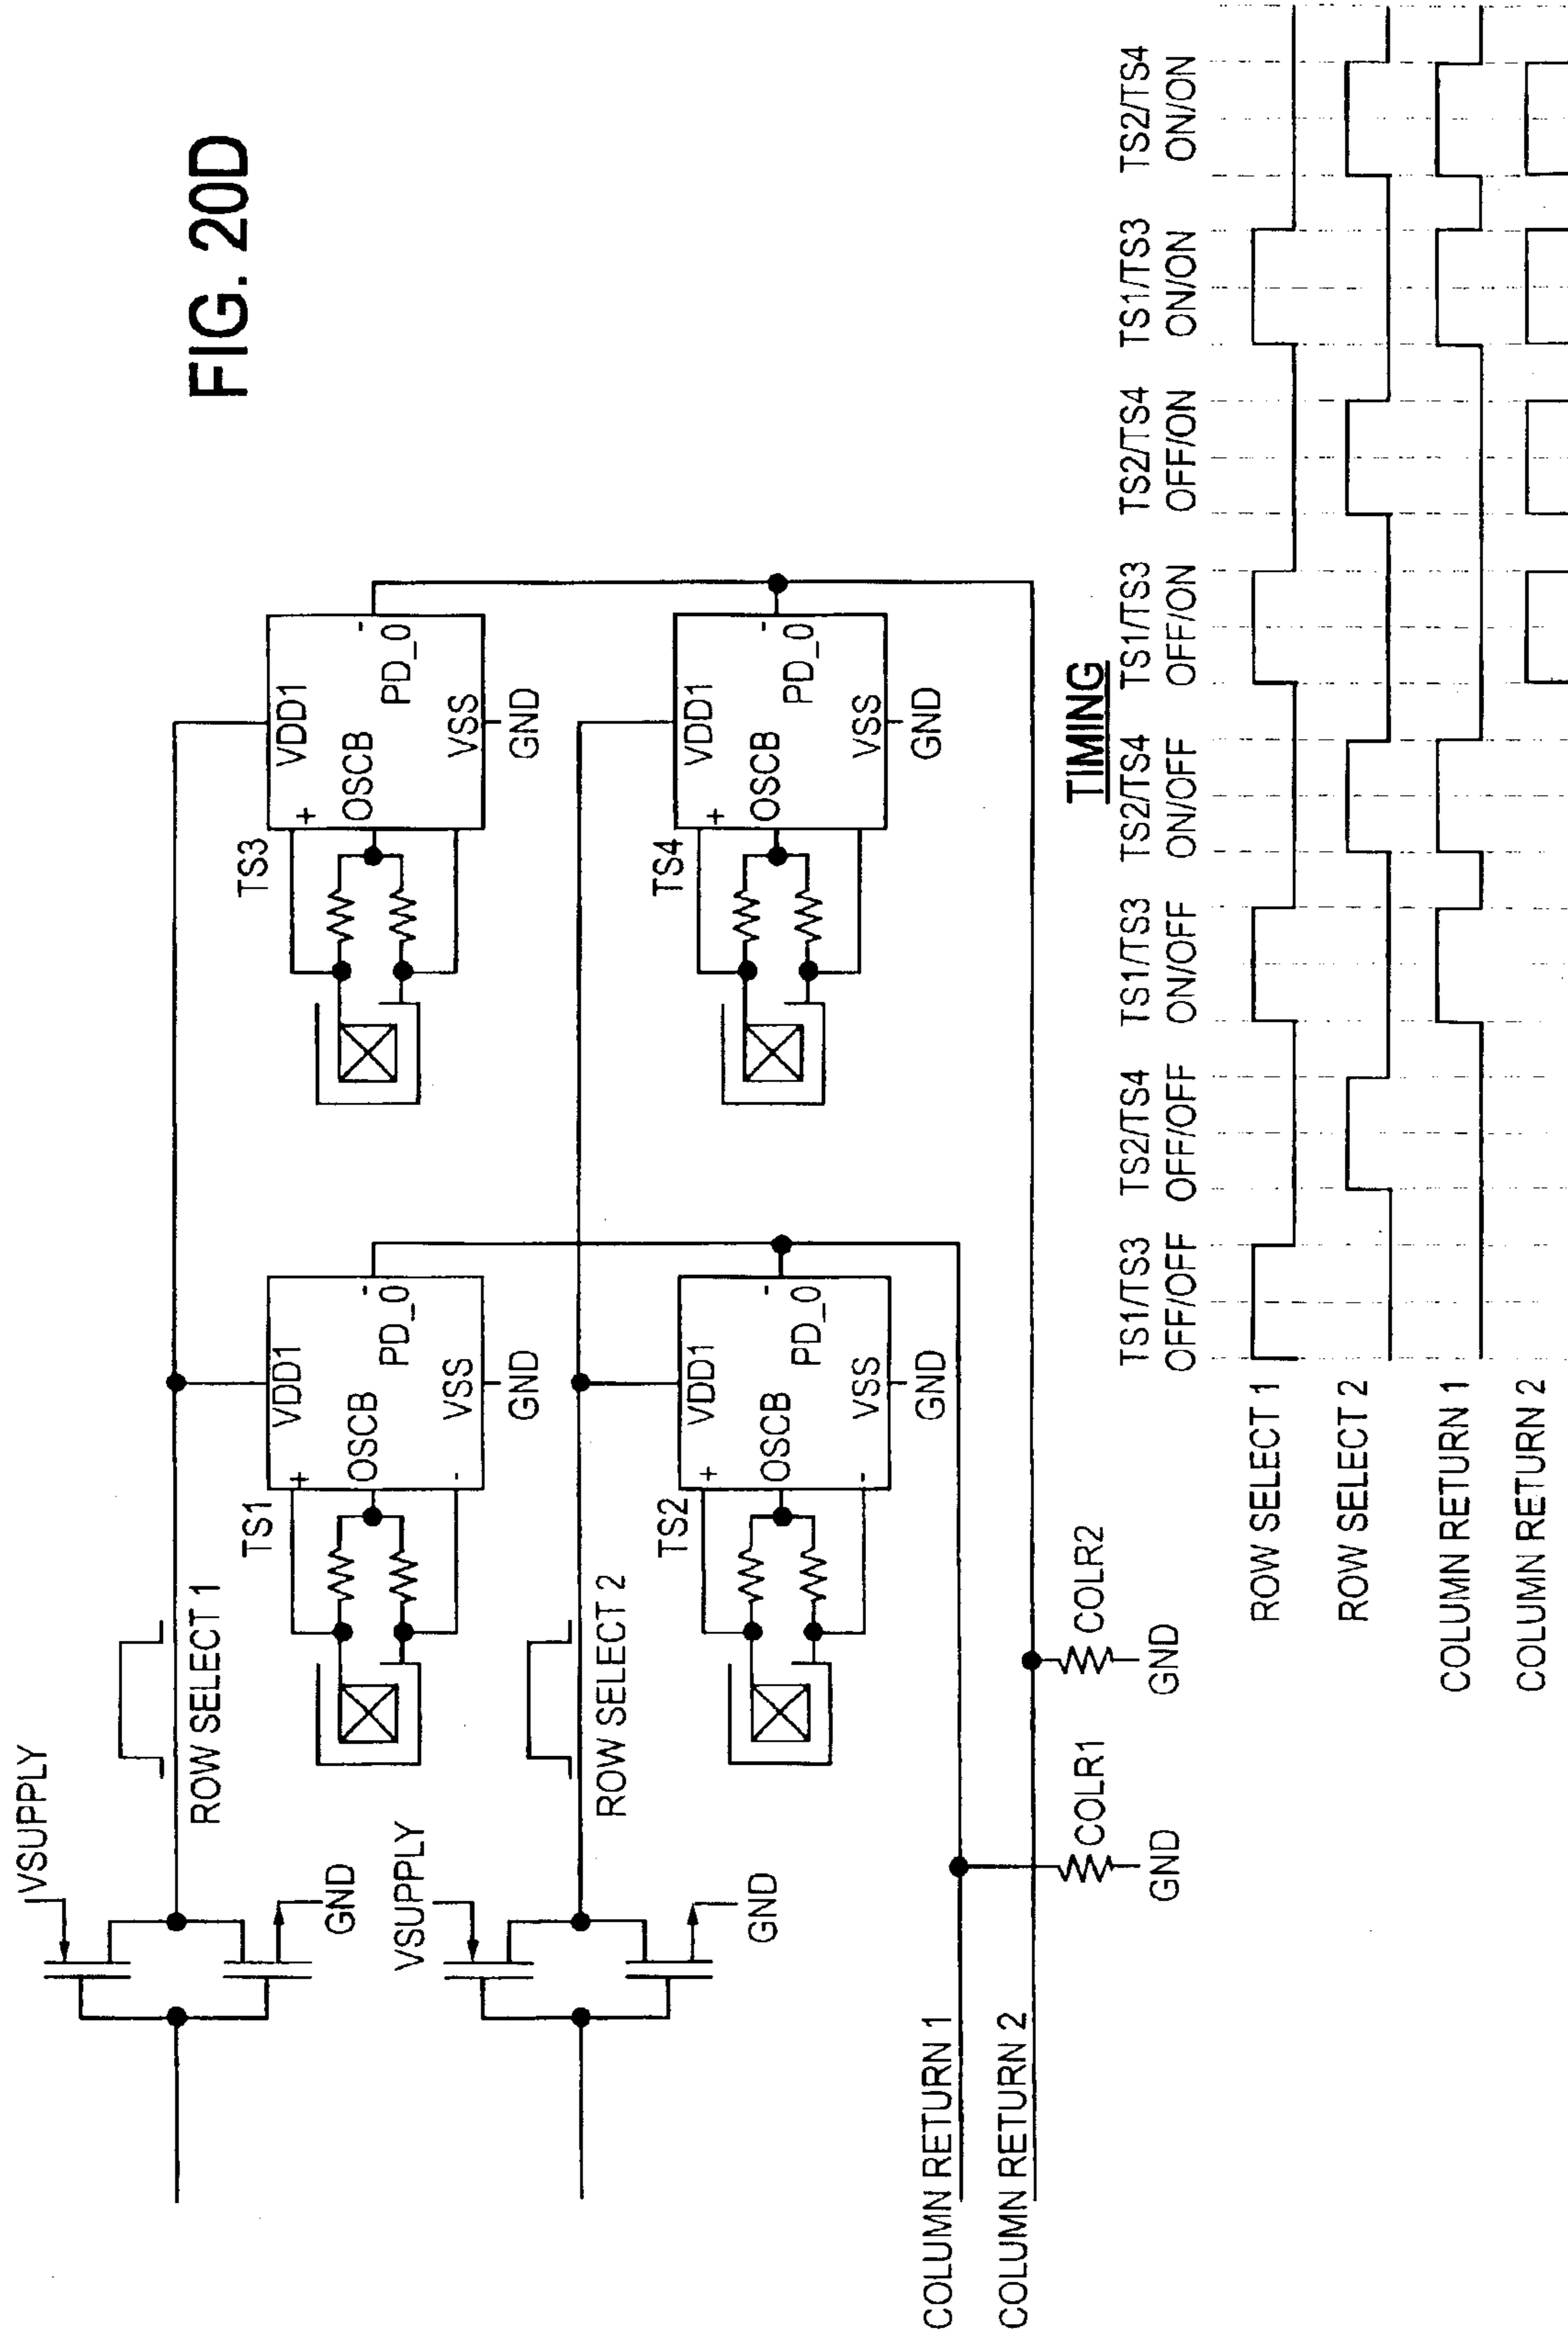 FIG. 20D
VSUPPLY
GND
ROW SELECT 1
VSUPPLY
GND
ROW SELECT 2
TS1
+
-
VDD1
OSCB
-
PD_0
VSS
GND
TS3
+
VDD1
OSCB
-
PD_0
VSS
GND
TS2
+
-
VDD1
OSCB
-
PD_0
VSS
GND
TS4
+
VDD1
OSCB
-
PD_0
VSS
GND
COLUMN RETURN 1
COLUMN RETURN 2
COLR1
GND
COLR2
GND
TIMING
TS1/TS3 TS2/TS4 TS1/TS3 TS2/TS4 TS1/TS3 TS2/TS4 TS1/TS3 TS2/TS4
OFF/OFF OFF/OFF ON/OFF ON/OFF OFF/ON OFF/ON ON/ON ON/ON
ROW SELECT 1
ROW SELECT 2
COLUMN RETURN 1
COLUMN RETURN 2